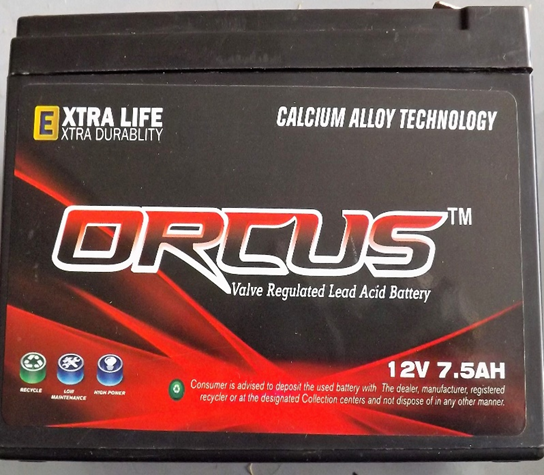 EXTRA LIFE
XTRA DURABLITY
CALCIUM ALLOY TECHNOLOGY
ORCUS™
Valve Regulated Lead Acid Battery
12V 7.5AH
RECYCLE
LOW MAINTENANCE
HIGH POWER
Consumer is advised to deposit the used battery with The dealer, manufacturer, registered
recycler or at the designated Collection centers and not dispose of in any other manner.